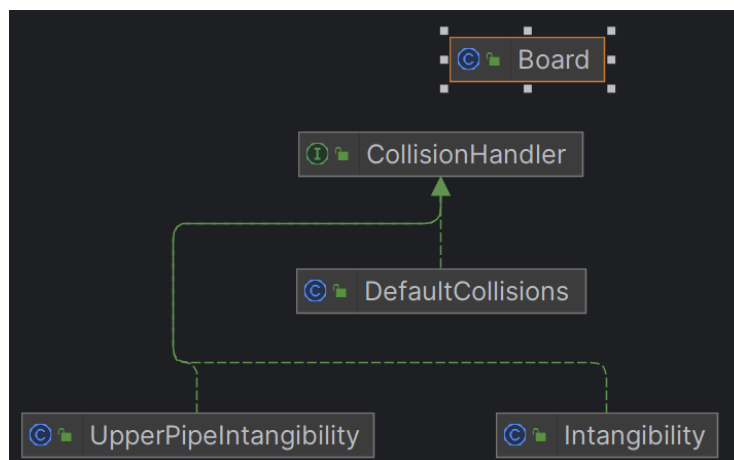 Board
CollisionHandler
DefaultCollisions
UpperPipeIntangibility
Intangibility